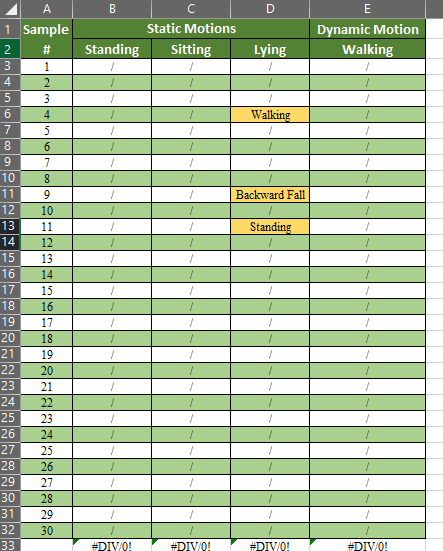 A B C D E
1 Sample Static Motions Dynamic Motion
2 # Standing Sitting Lying Walking
3 1 / / / /
4 2 / / / /
5 3 / / / /
6 4 / / Walking /
7 5 / / / /
8 6 / / / /
9 7 / / / /
10 8 / / / /
11 9 / / Backward Fall /
12 10 / / / /
13 11 / / Standing /
14 12 / / / /
15 13 / / / /
16 14 / / / /
17 15 / / / /
18 16 / / / /
19 17 / / / /
20 18 / / / /
21 19 / / / /
22 20 / / / /
23 21 / / / /
24 22 / / / /
25 23 / / / /
26 24 / / / /
27 25 / / / /
28 26 / / / /
29 27 / / / /
30 28 / / / /
31 29 / / / /
32 30 / / / /
33 #DIV/0! #DIV/0! #DIV/0! #DIV/0!